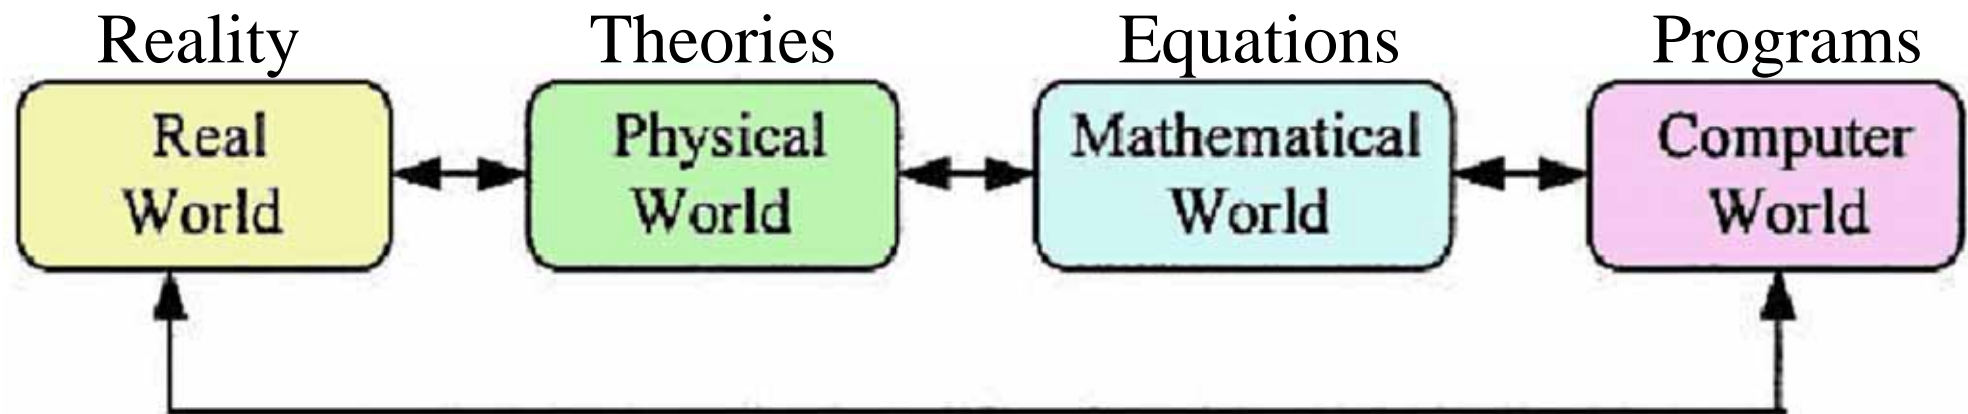 Reality
Theories
Equations
Programs
Real
World
Physical
World
Mathematical
World
Computer
World